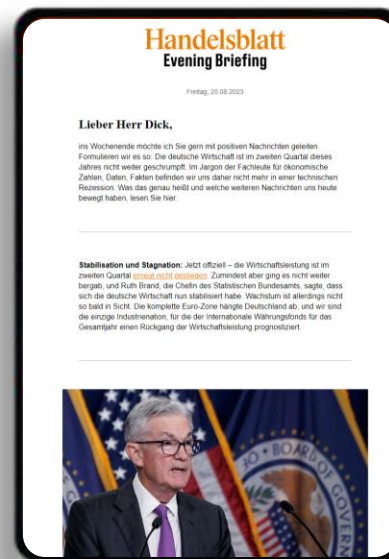 Handelsblatt
Evening Briefing
Freitag, 25.08.2023
Lieber Herr Dick,
ins Wochenende möchte ich Sie gern mit positiven Nachrichten geleiten.
Formulieren wir es so: Die deutsche Wirtschaft ist im zweiten Quartal dieses
Jahres nicht weiter geschrumpft. Im Jargon der Fachleute für ökonomische
Zahlen, Daten, Fakten befinden wir uns daher nicht mehr in einer technischen
Rezession. Was das genau heißt und welche weiteren Nachrichten uns heute
bewegt haben, lesen Sie hier:
Stabilisation und Stagnation: Jetzt offiziell – die Wirtschaftsleistung ist im
zweiten Quartal erneut nicht gestiegen. Zumindest aber ging es nicht weiter
bergab, und Ruth Brand, die Chefin des Statistischen Bundesamts, sagte, dass
sich die deutsche Wirtschaft nun stabilisiert habe. Wachstum ist allerdings nicht
so bald in Sicht. Die komplette Euro-Zone hängte Deutschland ab, und wir sind
die einzige Industrienation, für die der Internationale Währungsfonds für das
Gesamtjahr einen Rückgang der Wirtschaftsleistung prognostiziert.
BOARD OF GOVER